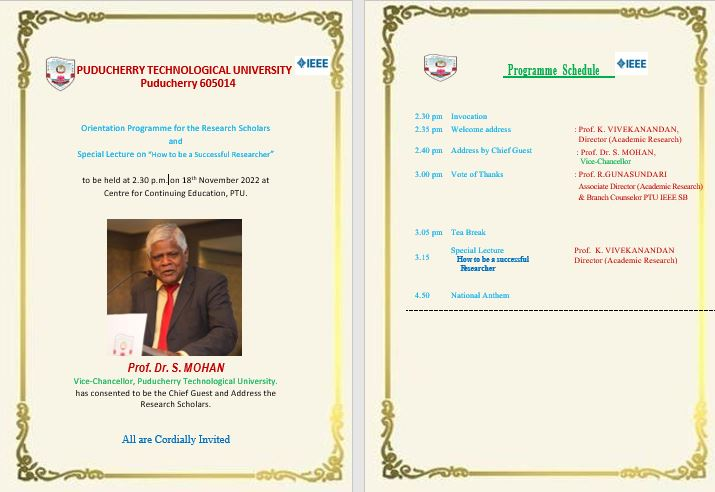 PUDUCHERRY TECHNOLOGICAL UNIVERSITY
Puducherry 605014
IEEE
Orientation Programme for the Research Scholars
and
Special Lecture on "How to be a Successful Researcher"
to be held at 2.30 p.m. on 18th November 2022 at
Centre for Continuing Education, PTU.
Prof. Dr. S. MOHAN
Vice-Chancellor, Puducherry Technological University.
has consented to be the Chief Guest and Address the
Research Scholars.
All are Cordially Invited
Programme Schedule
IEEE
2.30 pm Invocation
2.35 pm Welcome address : Prof. K. VIVEKANANDAN,
Director (Academic Research)
2.40 pm Address by Chief Guest : Prof. Dr. S. MOHAN,
Vice-Chancellor
3.00 pm Vote of Thanks : Prof. R.GUNASUNDARI
Associate Director (Academic Research)
& Branch Counselor PTU IEEE SB
3.05 pm Tea Break
3.15 Special Lecture Prof. K. VIVEKANANDAN
How to be a successful Director (Academic Research)
Researcher
4.50 National Anthem